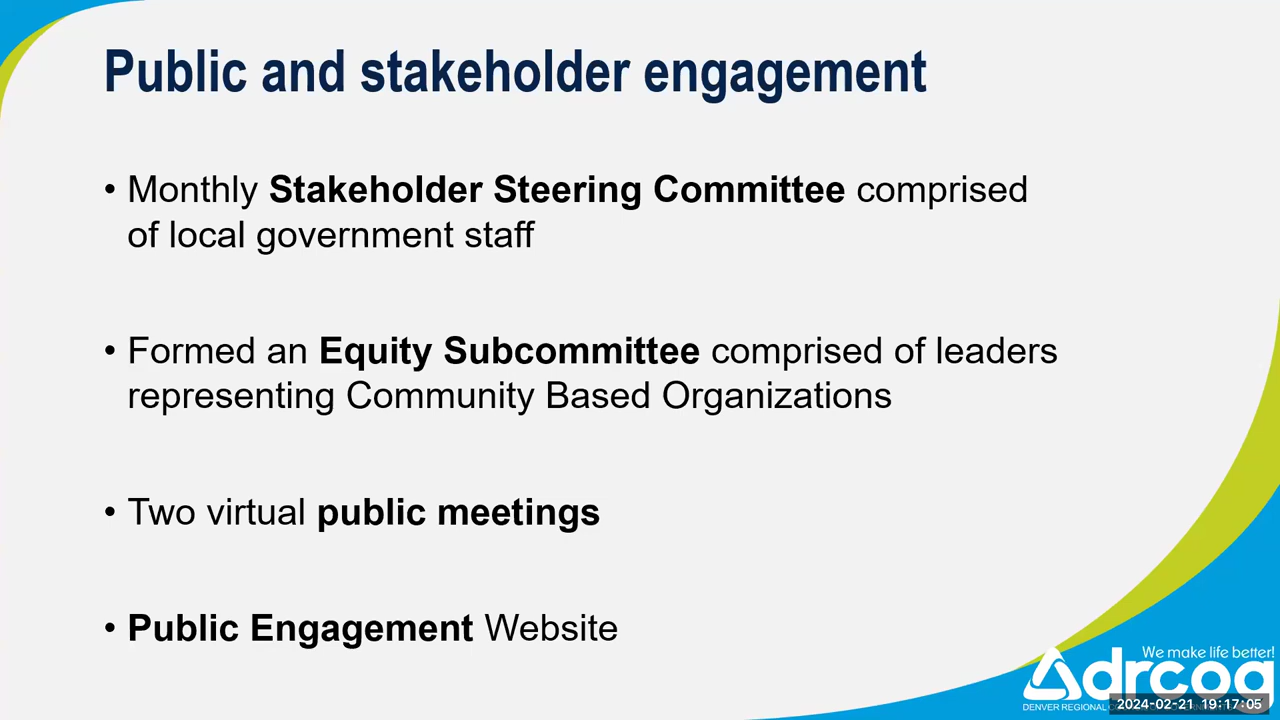 Public and stakeholder engagement
• Monthly Stakeholder Steering Committee comprised
of local government staff
• Formed an Equity Subcommittee comprised of leaders
representing Community Based Organizations
• Two virtual public meetings
• Public Engagement Website
We make life better!
drcog
DENVER REGIONAL
2024-02-21 19:17:05